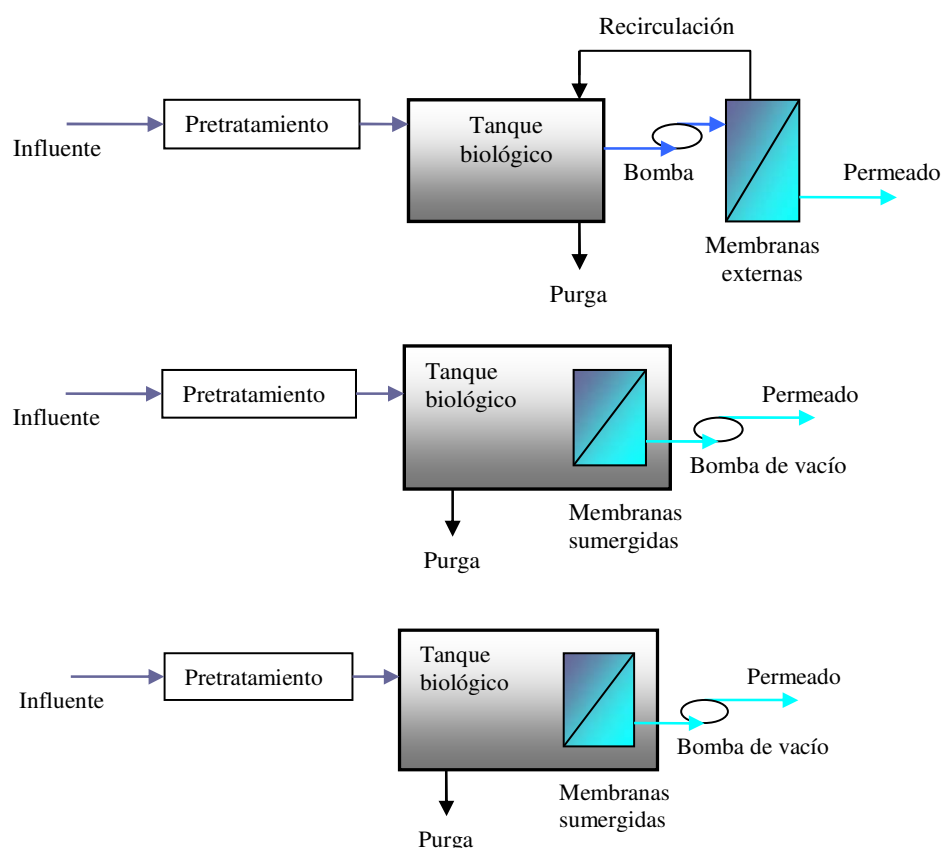 Recirculación
Influente
Pretratamiento
Tanque
biológico
Bomba
Permeado
Membranas
externas
Purga
Influente
Pretratamiento
Tanque
biológico
Permeado
Bomba de vacío
Membranas
sumergidas
Purga
Influente
Pretratamiento
Tanque
biológico
Permeado
Bomba de vacío
Membranas
sumergidas
Purga